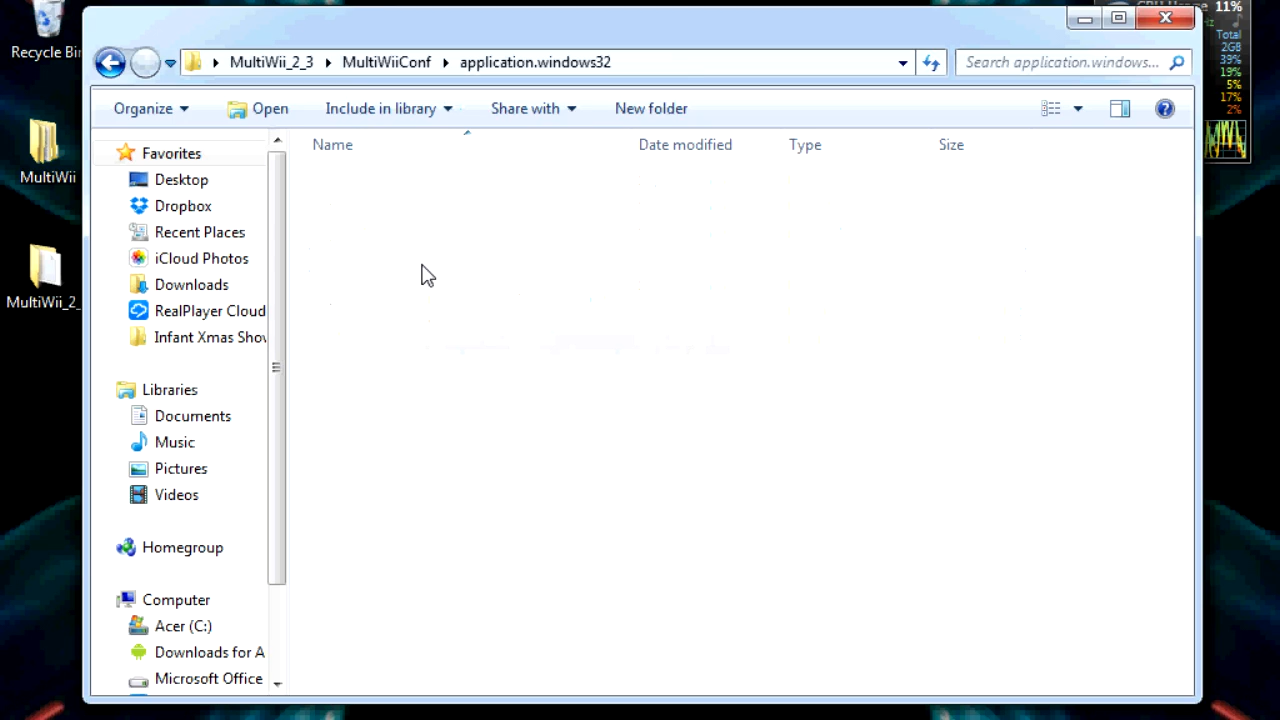 Recycle Bin
MultiWii
MultiWii_2_
MultiWii_2_3 MultiWiiConf application.windows32
Search application.windows...
Organize Open Include in library Share with New folder
Name Date modified Type Size
Favorites
Desktop
Dropbox
Recent Places
iCloud Photos
Downloads
RealPlayer Cloud
Infant Xmas Show
Libraries
Documents
Music
Pictures
Videos
Homegroup
Computer
Acer (C:)
Downloads for A
Microsoft Office
11%
Total
2GB
39%
19%
5%
17%
2%